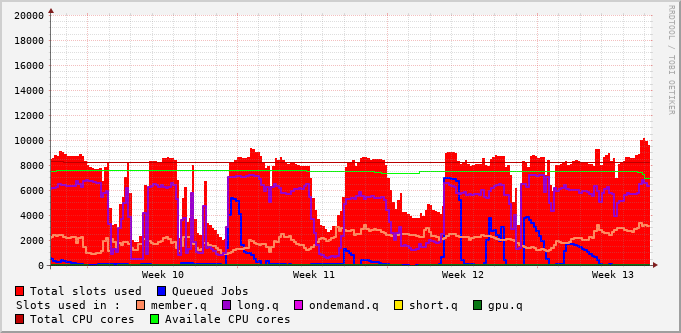 20000
18000
16000
14000
12000
10000
8000
6000
4000
2000
0
Week 10 Week 11 Week 12 Week 13
RRDTOOL / TOBI OETIKER
Total slots used Queued Jobs
Slots used in : member.q long.q ondemand.q short.q gpu.q
Total CPU cores Availale CPU cores